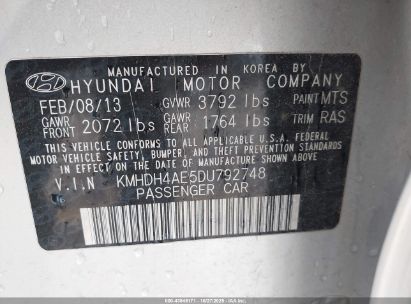 MANUFACTURED IN KOREA BY
HYUNDAI MOTOR COMPANY
FEB/08/13 GVWR 3792 lbs PAINT MTS
GAWR FRONT 2072 lbs GAWR REAR 1764 lbs TRIM RAS
THIS VEHICLE CONFORMS TO ALL APPLICABLE U.S.A. FEDERAL
MOTOR VEHICLE SAFETY, BUMPER, AND THEFT PREVENTION
STANDARDS IN EFFECT ON THE DATE OF MANUFACTURE SHOWN ABOVE.
V.I.N KMHDH4AE5DU792748
PASSENGER CAR